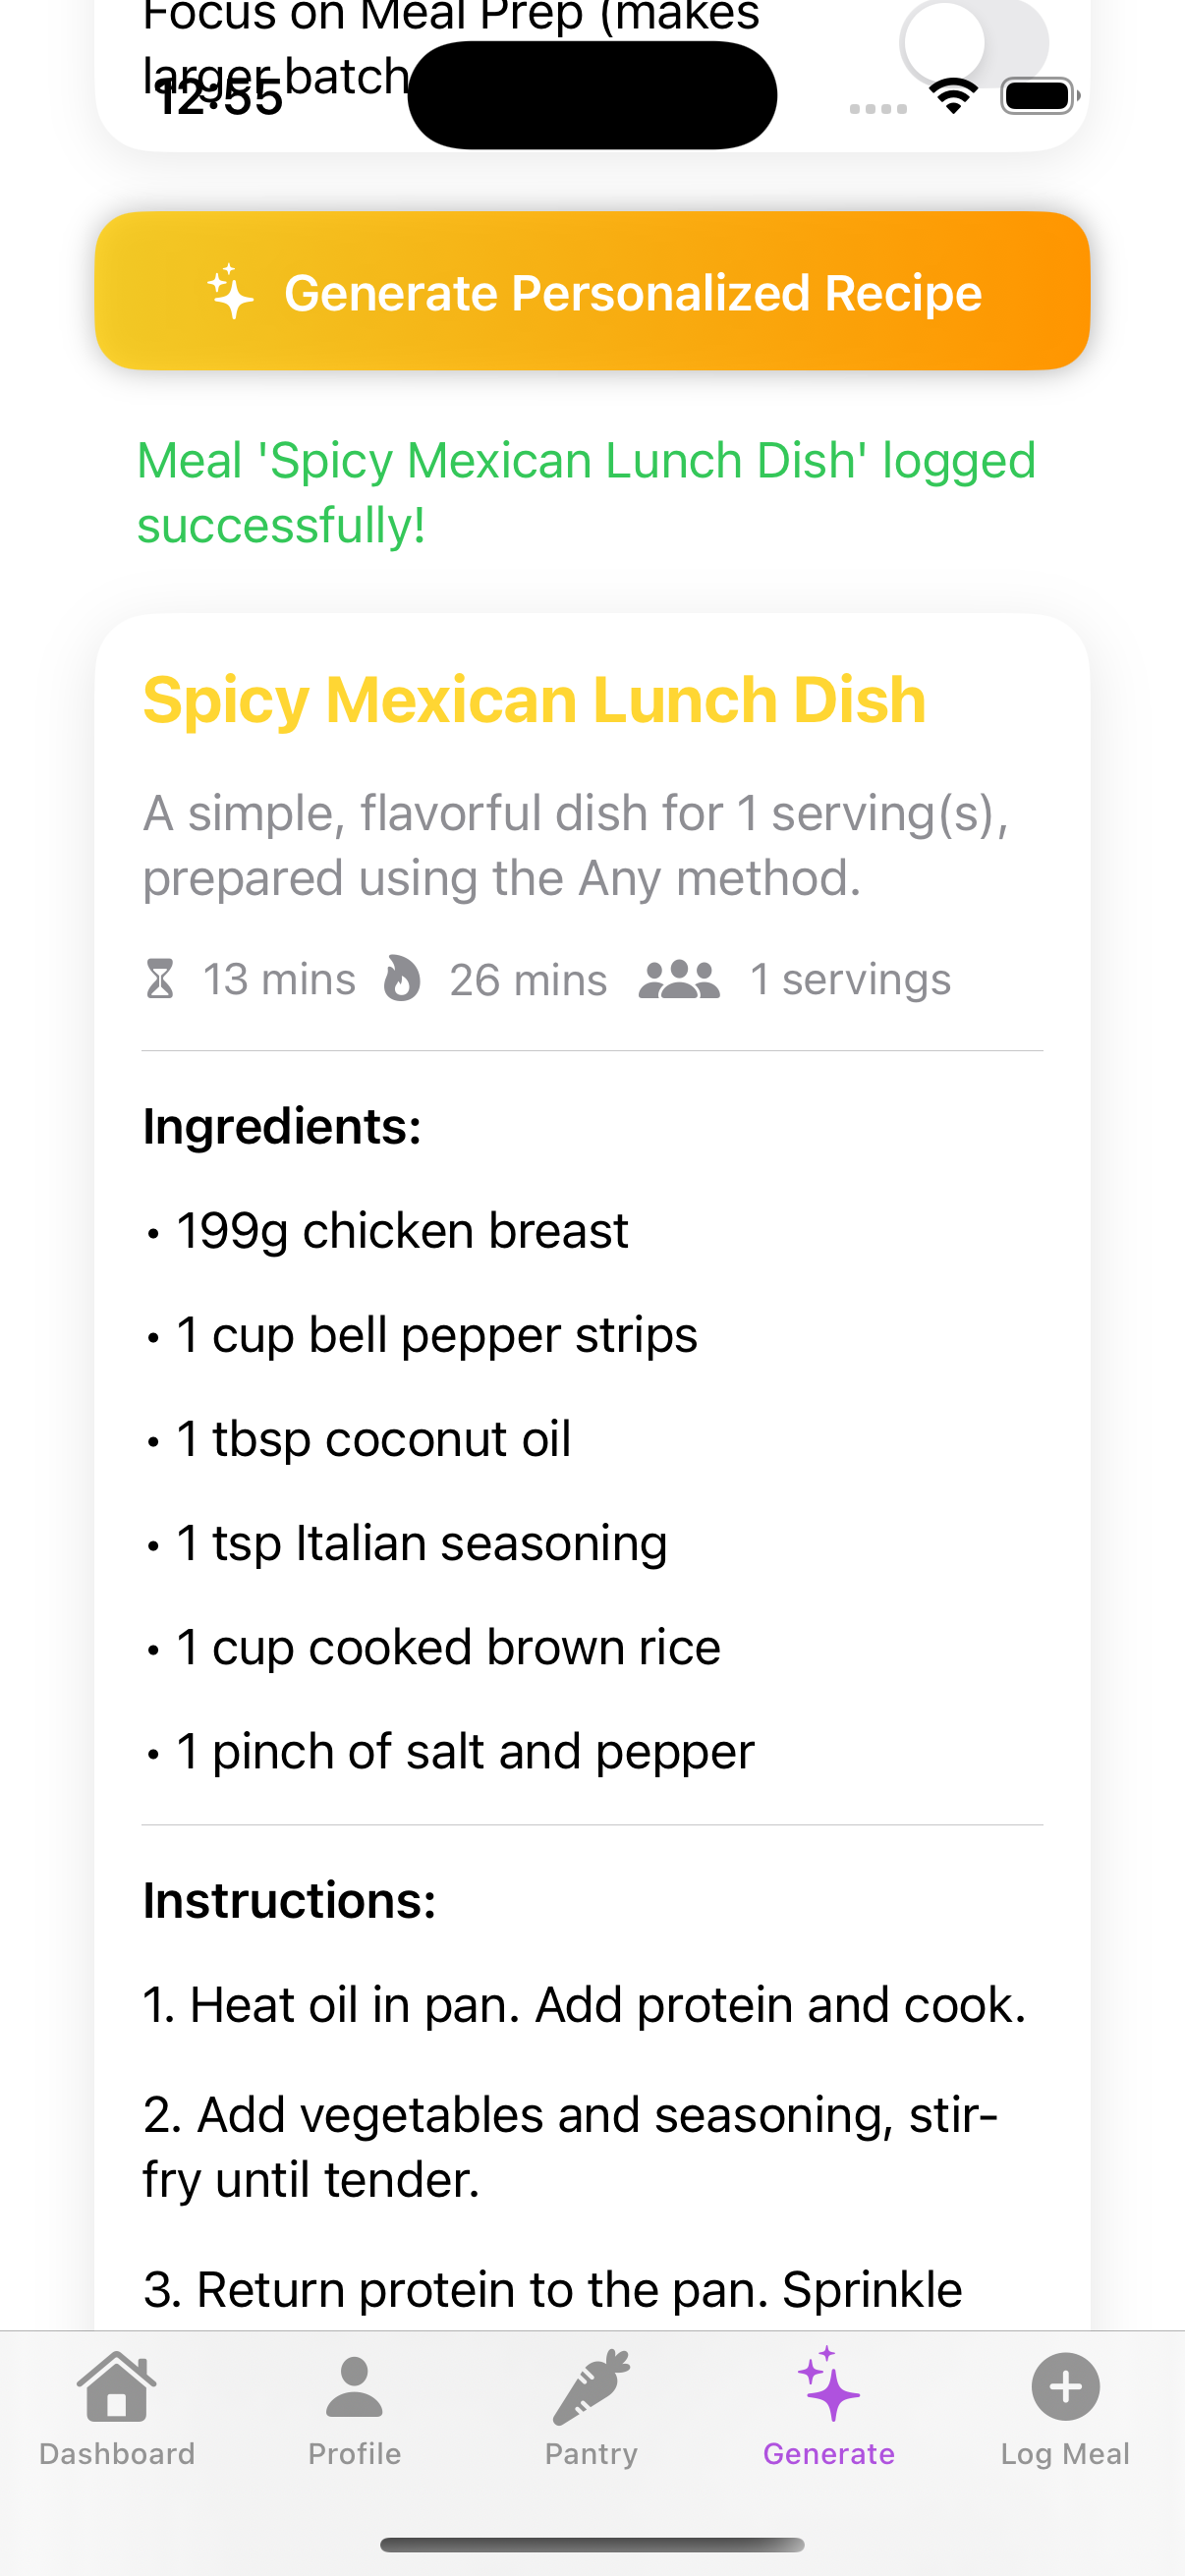 Focus on Meal Prep (makes
larger batch
12:55
Generate Personalized Recipe
Meal 'Spicy Mexican Lunch Dish' logged
successfully!
Spicy Mexican Lunch Dish
A simple, flavorful dish for 1 serving(s),
prepared using the Any method.
13 mins 26 mins 1 servings
Ingredients:
• 199g chicken breast
• 1 cup bell pepper strips
• 1 tbsp coconut oil
• 1 tsp Italian seasoning
• 1 cup cooked brown rice
• 1 pinch of salt and pepper
Instructions:
1. Heat oil in pan. Add protein and cook.
2. Add vegetables and seasoning, stir-
fry until tender.
3. Return protein to the pan. Sprinkle
Dashboard Profile Pantry Generate Log Meal